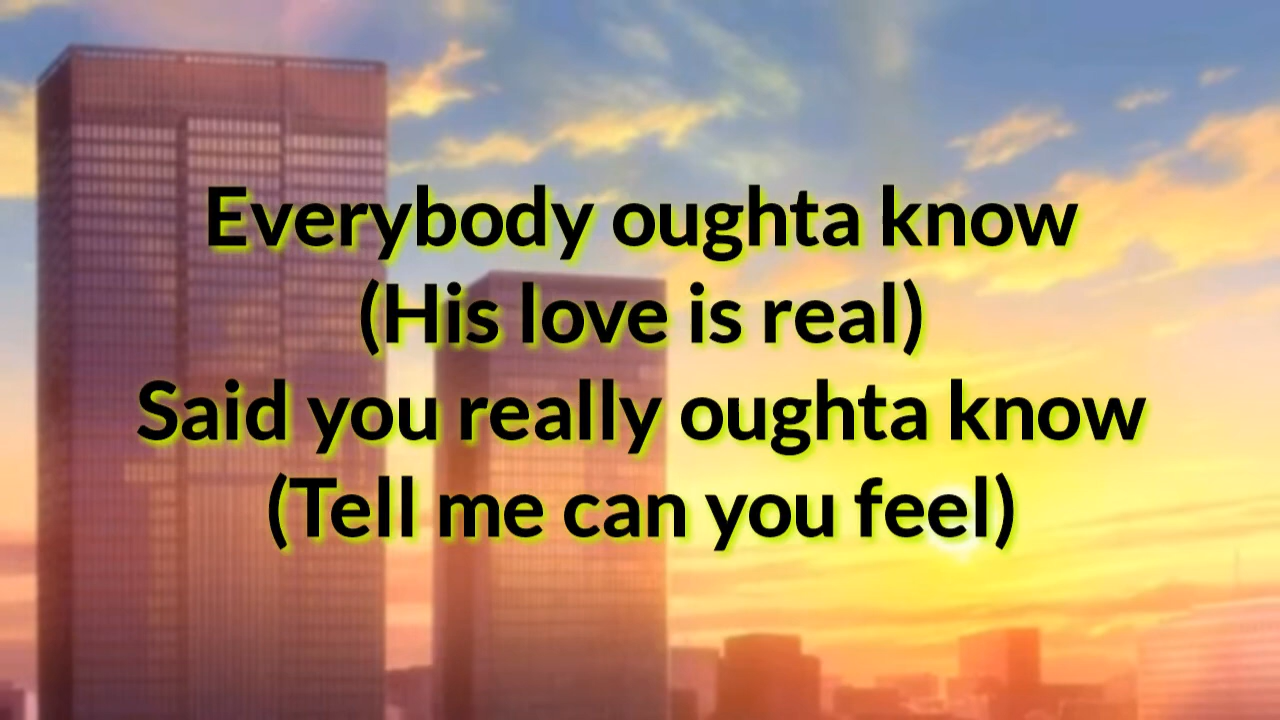 Everybody oughta know
(His love is real)
Said you really oughta know
(Tell me can you feel)